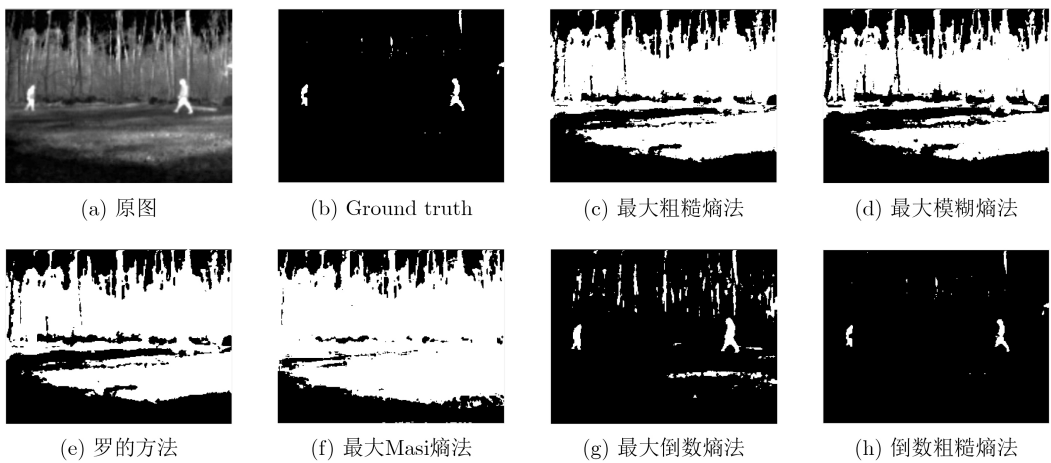 (a) 原图
(b) Ground truth
(c) 最大粗糙熵法
(d) 最大模糊熵法
(e) 罗的方法
(f) 最大Masi熵法
(g) 最大倒数熵法
(h) 倒数粗糙熵法